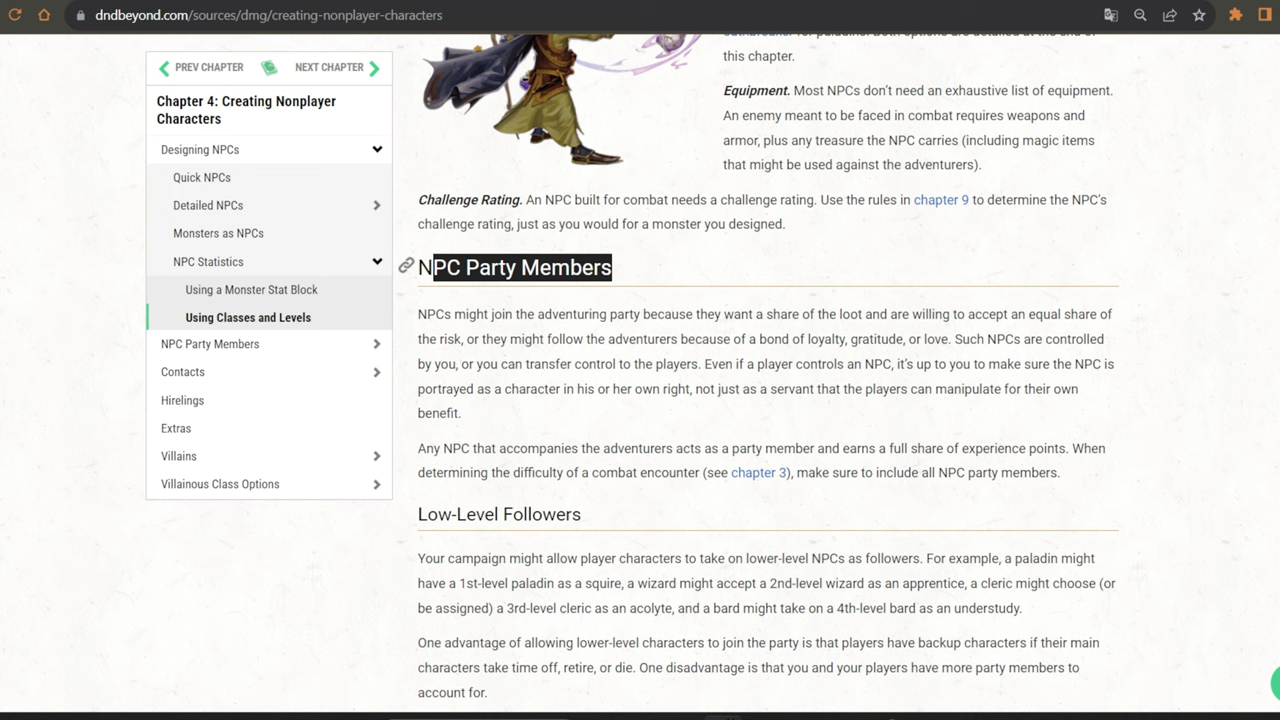 dndbeyond.com/sources/dmg/creating-nonplayer-characters
PREV CHAPTER
NEXT CHAPTER
Chapter 4: Creating Nonplayer
Characters
Designing NPCs
Quick NPCs
Detailed NPCs
Monsters as NPCs
NPC Statistics
Using a Monster Stat Block
Using Classes and Levels
NPC Party Members
Contacts
Hirelings
Extras
Villains
Villainous Class Options
this chapter.
Equipment. Most NPCs don’t need an exhaustive list of equipment.
An enemy meant to be faced in combat requires weapons and
armor, plus any treasure the NPC carries (including magic items
that might be used against the adventurers).
Challenge Rating. An NPC built for combat needs a challenge rating. Use the rules in chapter 9 to determine the NPC’s
challenge rating, just as you would for a monster you designed.
NPC Party Members
NPCs might join the adventuring party because they want a share of the loot and are willing to accept an equal share of
the risk, or they might follow the adventurers because of a bond of loyalty, gratitude, or love. Such NPCs are controlled
by you, or you can transfer control to the players. Even if a player controls an NPC, it’s up to you to make sure the NPC is
portrayed as a character in his or her own right, not just as a servant that the players can manipulate for their own
benefit.
Any NPC that accompanies the adventurers acts as a party member and earns a full share of experience points. When
determining the difficulty of a combat encounter (see chapter 3), make sure to include all NPC party members.
Low-Level Followers
Your campaign might allow player characters to take on lower-level NPCs as followers. For example, a paladin might
have a 1st-level paladin as a squire, a wizard might accept a 2nd-level wizard as an apprentice, a cleric might choose (or
be assigned) a 3rd-level cleric as an acolyte, and a bard might take on a 4th-level bard as an understudy.
One advantage of allowing lower-level characters to join the party is that players have backup characters if their main
characters take time off, retire, or die. One disadvantage is that you and your players have more party members to
account for.